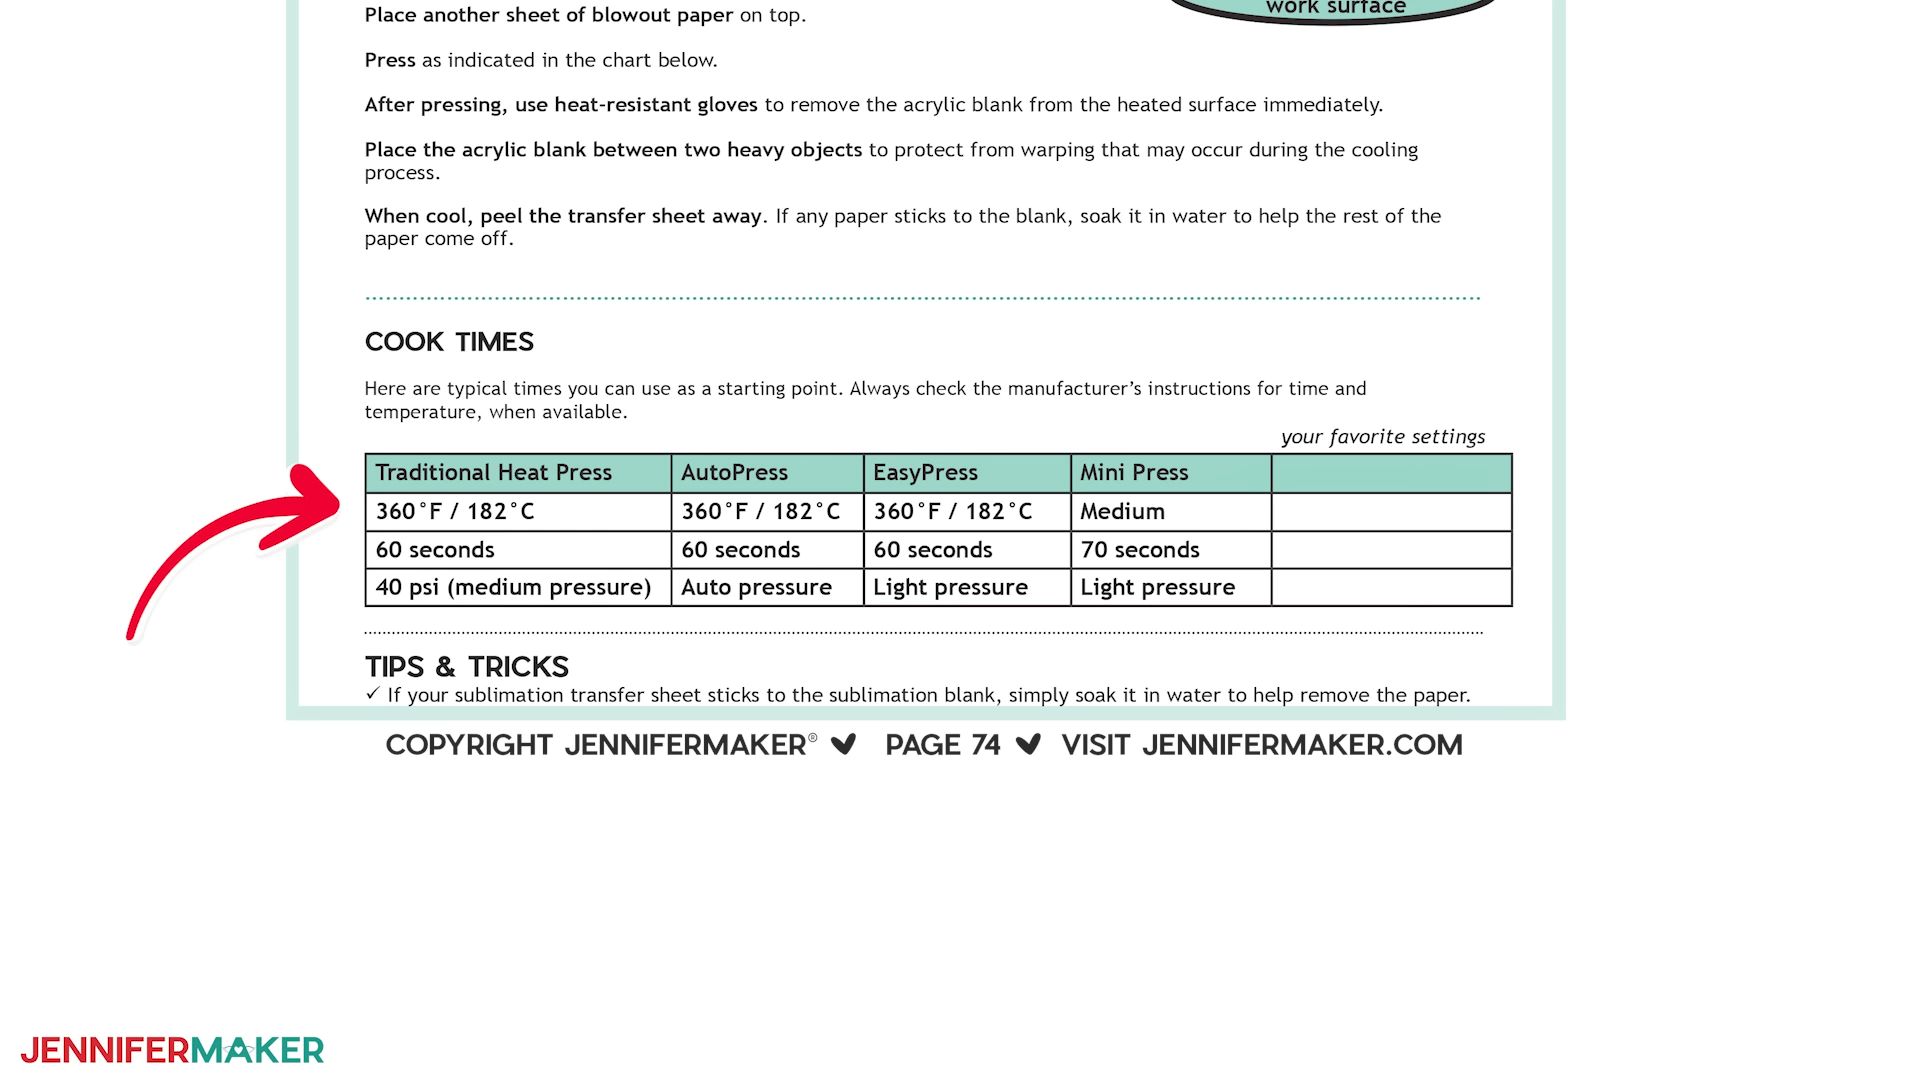 work surface
Place another sheet of blowout paper on top.
Press as indicated in the chart below.
After pressing, use heat-resistant gloves to remove the acrylic blank from the heated surface immediately.
Place the acrylic blank between two heavy objects to protect from warping that may occur during the cooling
process.
When cool, peel the transfer sheet away. If any paper sticks to the blank, soak it in water to help the rest of the
paper come off.
COOK TIMES
Here are typical times you can use as a starting point. Always check the manufacturer’s instructions for time and
temperature, when available.
your favorite settings
Traditional Heat Press AutoPress EasyPress Mini Press
360°F / 182°C 360°F / 182°C 360°F / 182°C Medium
60 seconds 60 seconds 60 seconds 70 seconds
40 psi (medium pressure) Auto pressure Light pressure Light pressure
TIPS & TRICKS
✓ If your sublimation transfer sheet sticks to the sublimation blank, simply soak it in water to help remove the paper.
COPYRIGHT JENNIFERMAKER® PAGE 74 VISIT JENNIFERMAKER.COM
JENNIFERMAKER